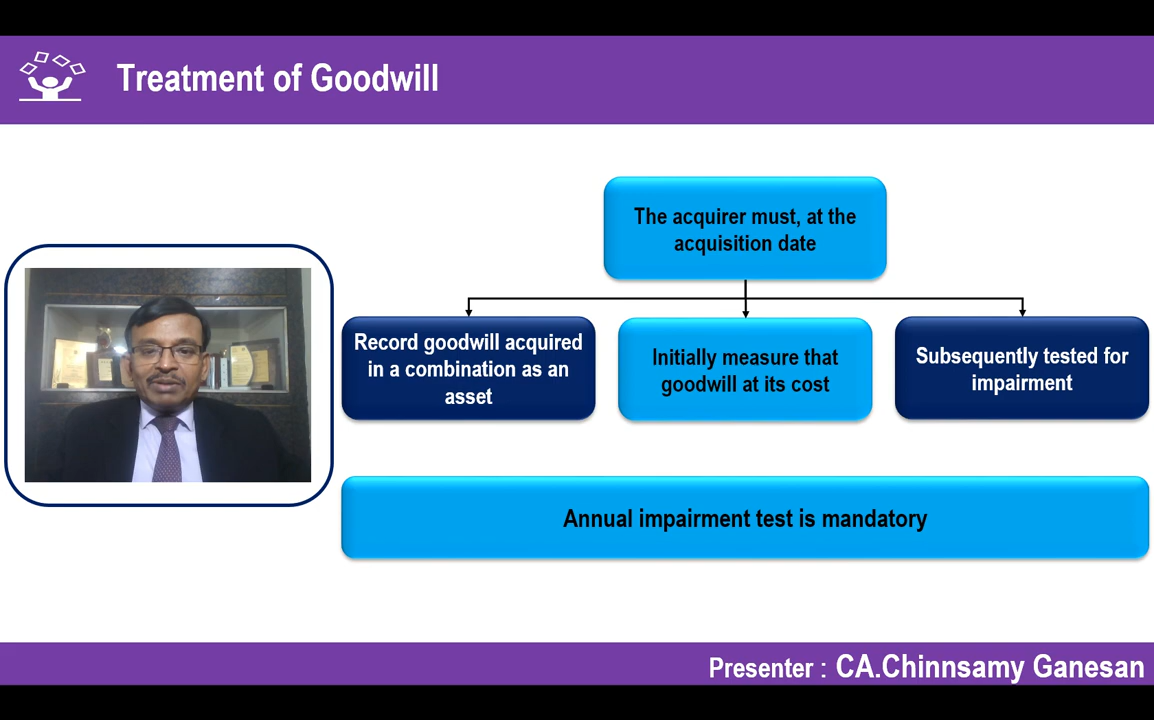 Treatment of Goodwill
The acquirer must, at the
acquisition date
Record goodwill acquired
in a combination as an
asset
Initially measure that
goodwill at its cost
Subsequently tested for
impairment
Annual impairment test is mandatory
Presenter : CA.Chinnsamy Ganesan